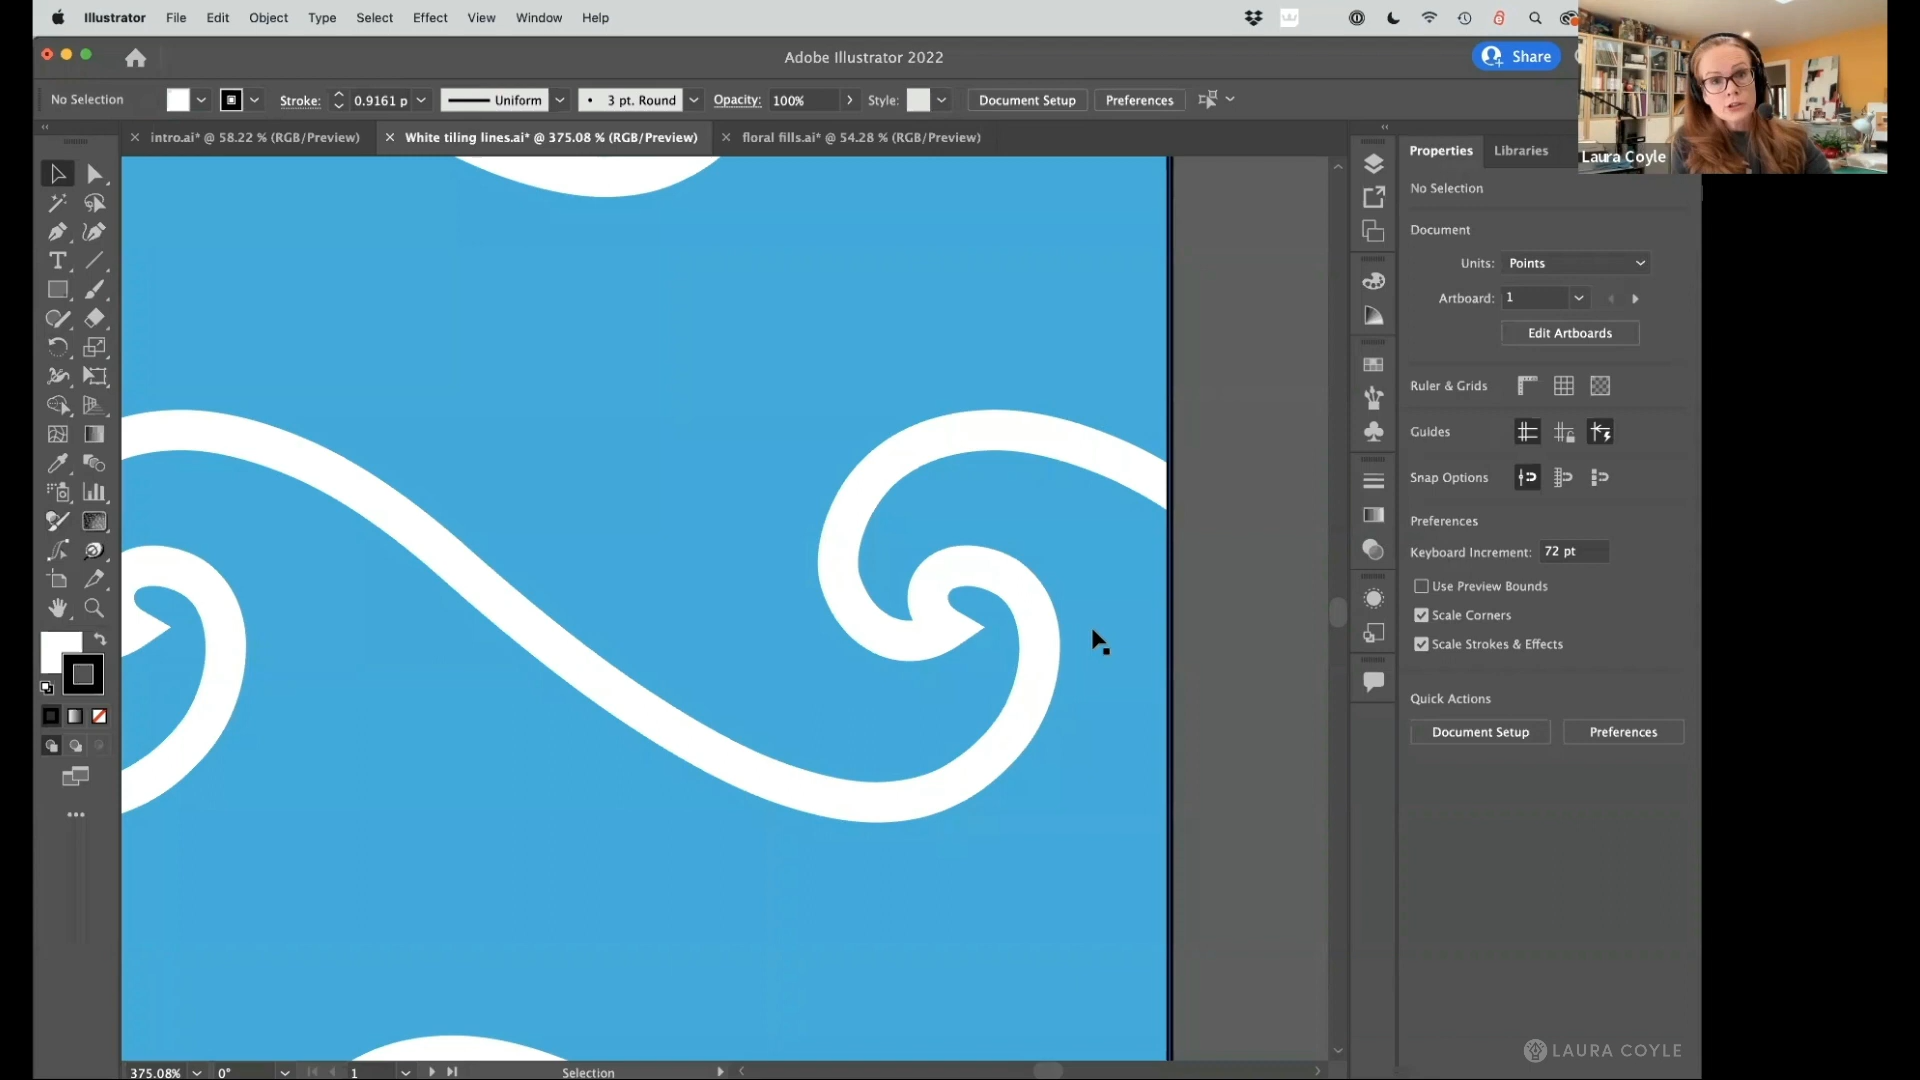 Illustrator File Edit Object Type Select Effect View Window Help
Adobe Illustrator 2022
Share
No Selection Stroke: 0.9161 p Uniform 3 pt. Round Opacity: 100% Style: Document Setup Preferences
intro.ai* @ 58.22 % (RGB/Preview) White tiling lines.ai* @ 375.08 % (RGB/Preview) floral fills.ai* @ 54.28 % (RGB/Preview)
Laura Coyle
Properties Libraries
No Selection
Document
Units: Points
Artboard: 1
Edit Artboards
Ruler & Grids
Guides
Snap Options
Preferences
Keyboard Increment: 72 pt
Use Preview Bounds
Scale Corners
Scale Strokes & Effects
Quick Actions
Document Setup Preferences
LAURA COYLE
375.08% 0° 1 Selection